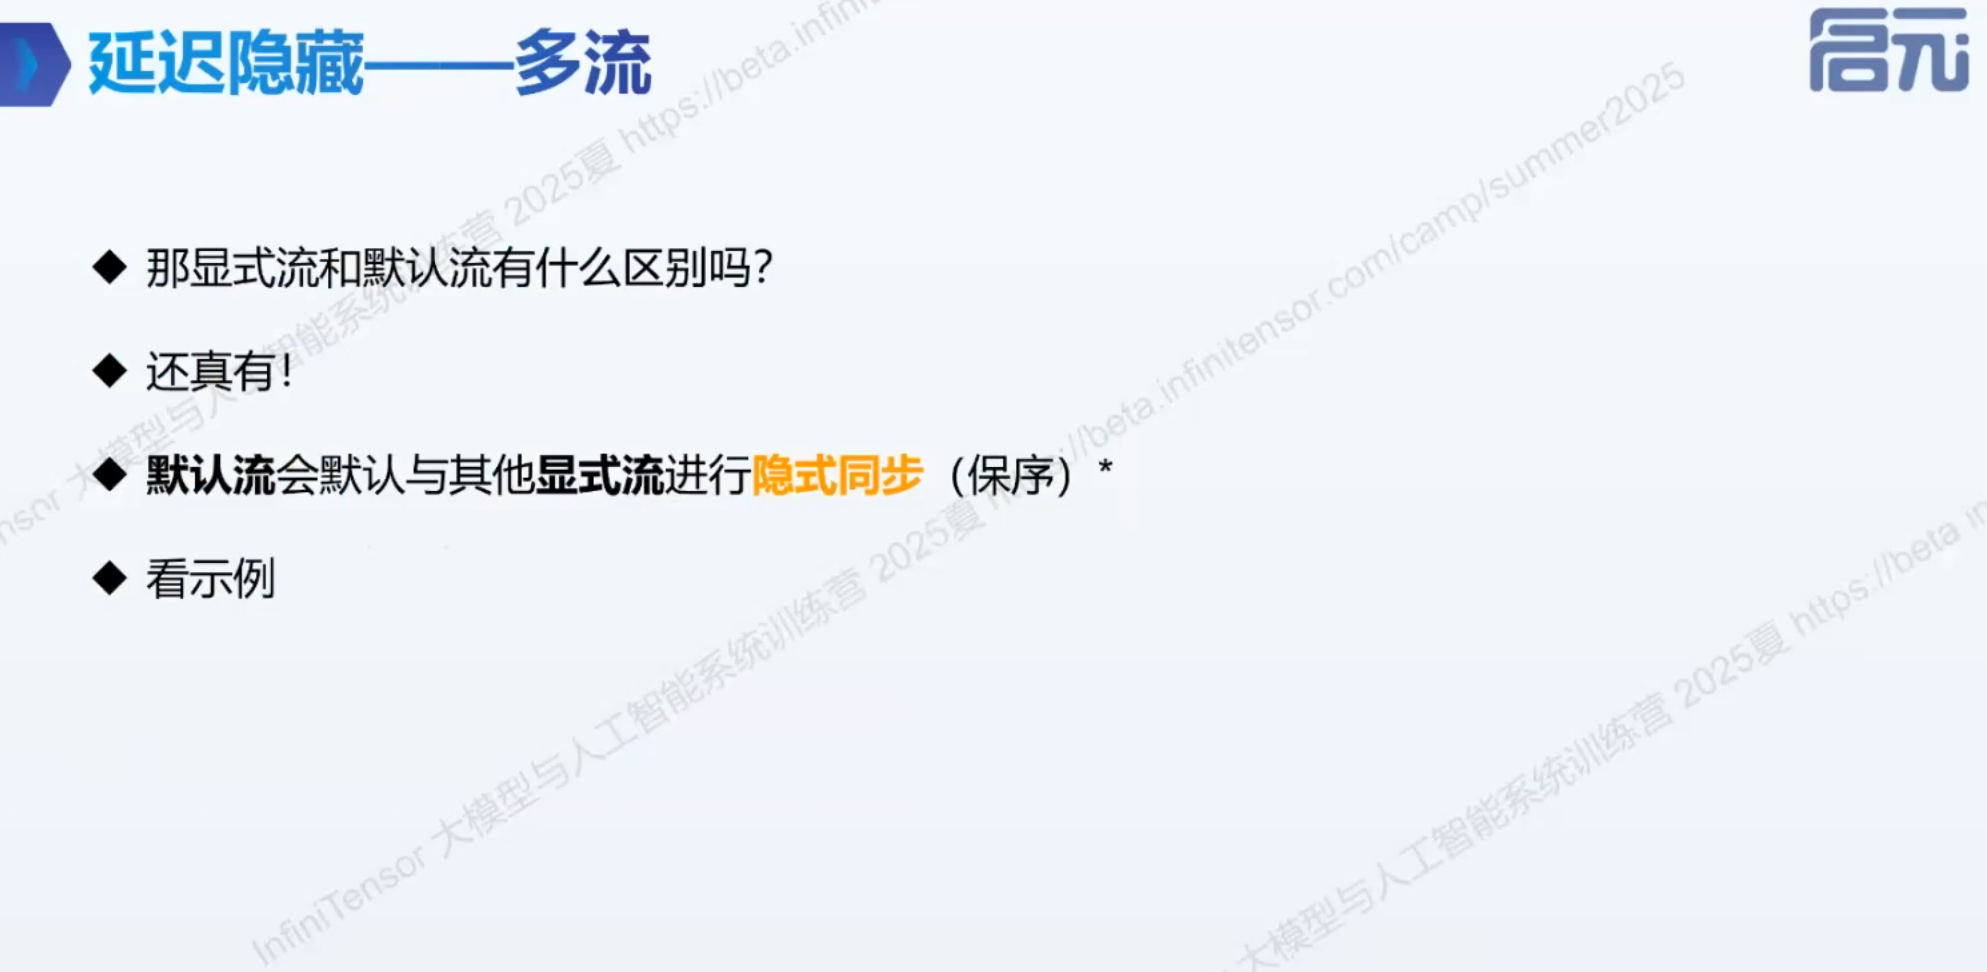 延迟隐藏——多流
启元
◆ 那显式流和默认流有什么区别吗？
◆ 还真有！
◆ 默认流会默认与其他显式流进行隐式同步（保序）*
◆ 看示例
InfiniTensor 大模型与人工智能系统训练营 2025夏 https://beta.infinitensor.com/camp/summer2025
nsor 大模型与人工智能系统训练营 2025夏 https://beta.infini
大模型与人工智能系统训练营 2025夏 https://beta.in